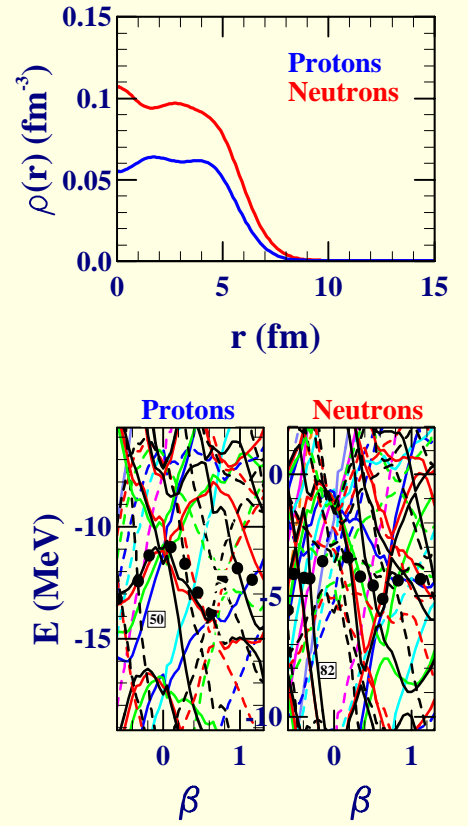 0.15
0.1
0.05
0.0
ρ(r) (fm⁻³)
Protons
Neutrons
0 5 10 15
r (fm)
Protons Neutrons
-10
-15
E (MeV)
50
0
-5
-10
82
0 1
0 1
β β